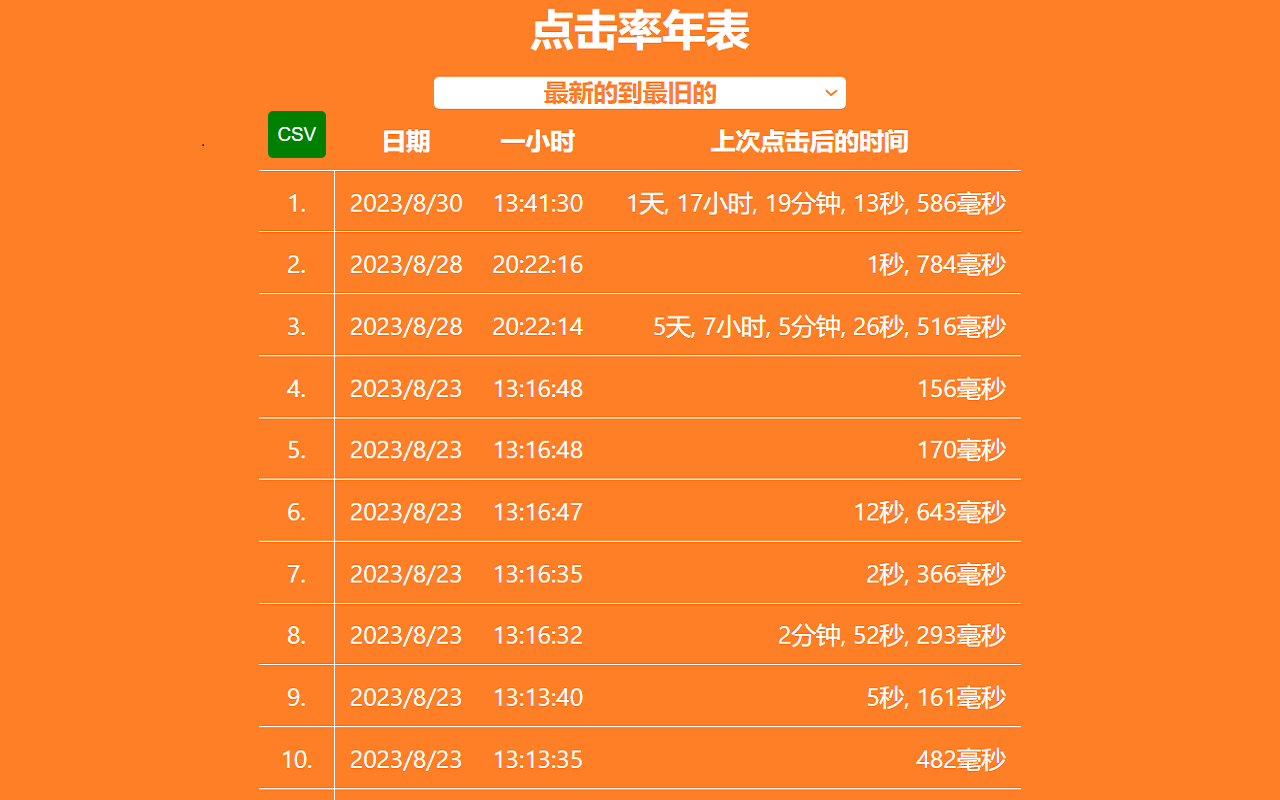 点击率年表
最新的到最旧的
CSV 日期 一小时 上次点击后的时间
1. 2023/8/30 13:41:30 1天, 17小时, 19分钟, 13秒, 586毫秒
2. 2023/8/28 20:22:16 1秒, 784毫秒
3. 2023/8/28 20:22:14 5天, 7小时, 5分钟, 26秒, 516毫秒
4. 2023/8/23 13:16:48 156毫秒
5. 2023/8/23 13:16:48 170毫秒
6. 2023/8/23 13:16:47 12秒, 643毫秒
7. 2023/8/23 13:16:35 2秒, 366毫秒
8. 2023/8/23 13:16:32 2分钟, 52秒, 293毫秒
9. 2023/8/23 13:13:40 5秒, 161毫秒
10. 2023/8/23 13:13:35 482毫秒